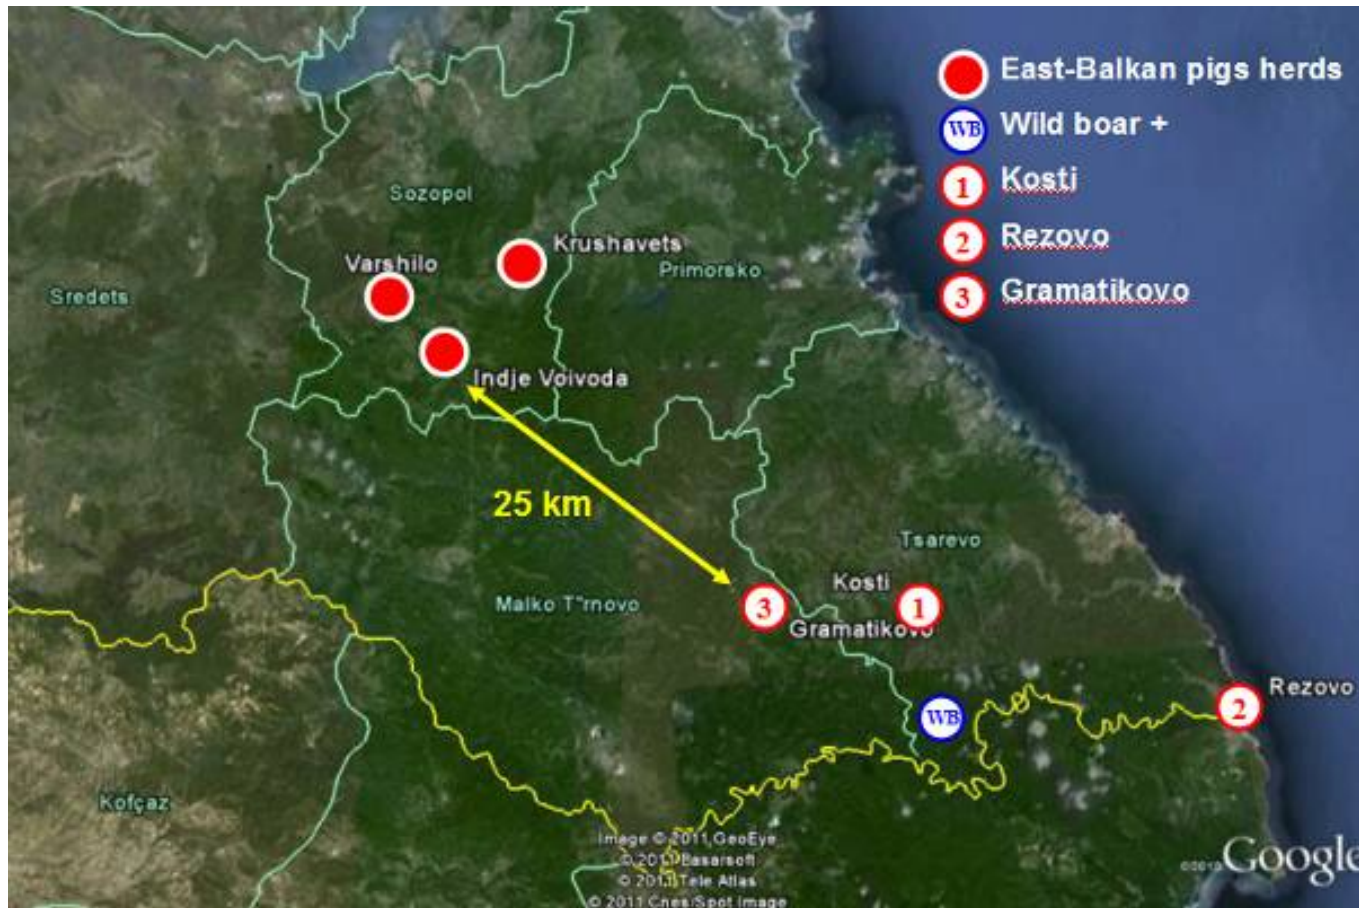 East-Balkan pigs herds
WB Wild boar +
1 Kosti
2 Rezovo
3 Gramatikovo
Sozopol
Krushavets
Varshilo
Primorsko
Sredets
Indje Voivoda
25 km
Tsarevo
Kosti
Malko T"rnovo
3
1
Gramatikovo
Rezovo
WB
2
Kofçaz
Image © 2011 GeoEye
© 2011 Basarsoft
© 2011 Tele Atlas
© 2011 Cnes/Spot Image
©2010 Google